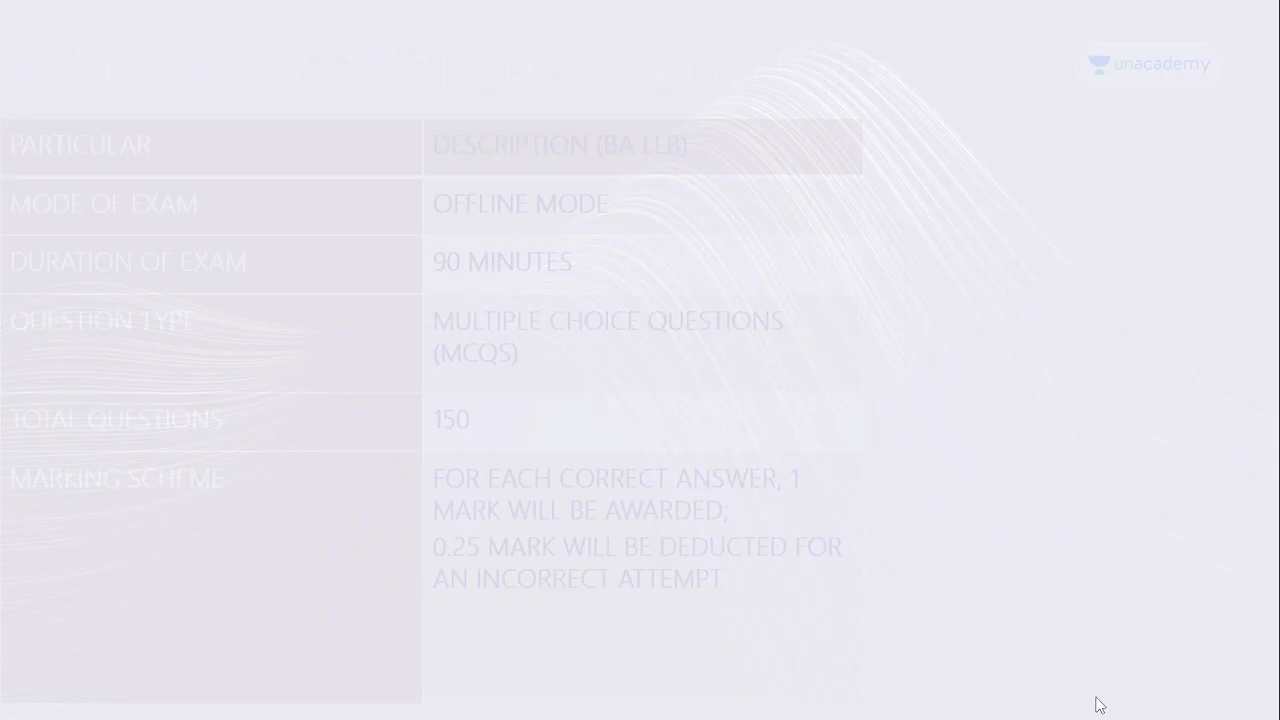 unacademy
PARTICULAR
DESCRIPTION (BA LLB)
MODE OF EXAM
OFFLINE MODE
DURATION OF EXAM
90 MINUTES
QUESTION TYPE
MULTIPLE CHOICE QUESTIONS
(MCQS)
TOTAL QUESTIONS
150
MARKING SCHEME
FOR EACH CORRECT ANSWER, 1
MARK WILL BE AWARDED;
0.25 MARK WILL BE DEDUCTED FOR
AN INCORRECT ATTEMPT